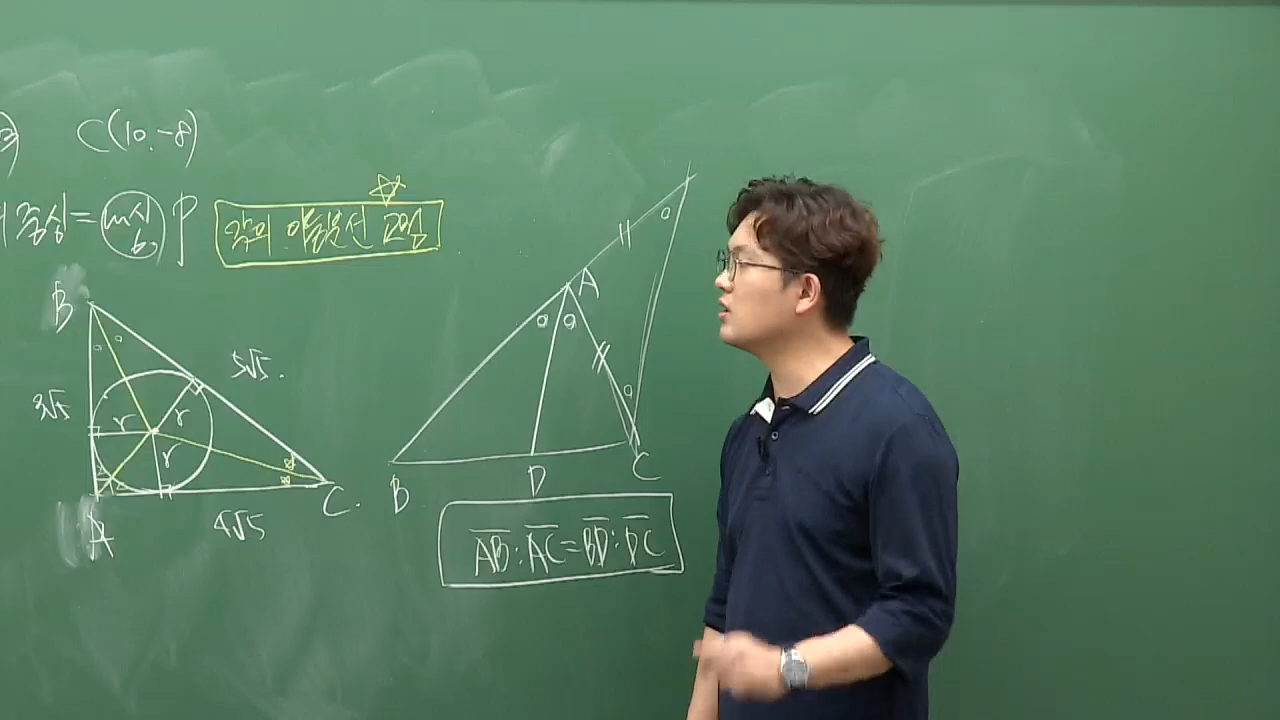 C(10, -8)
중심 = 내심 P
각의 이등분선 교점
B
3√5
5√5.
r
r
r
A
4√5
C.
A
B
D
C
AB : AC = BD : DC